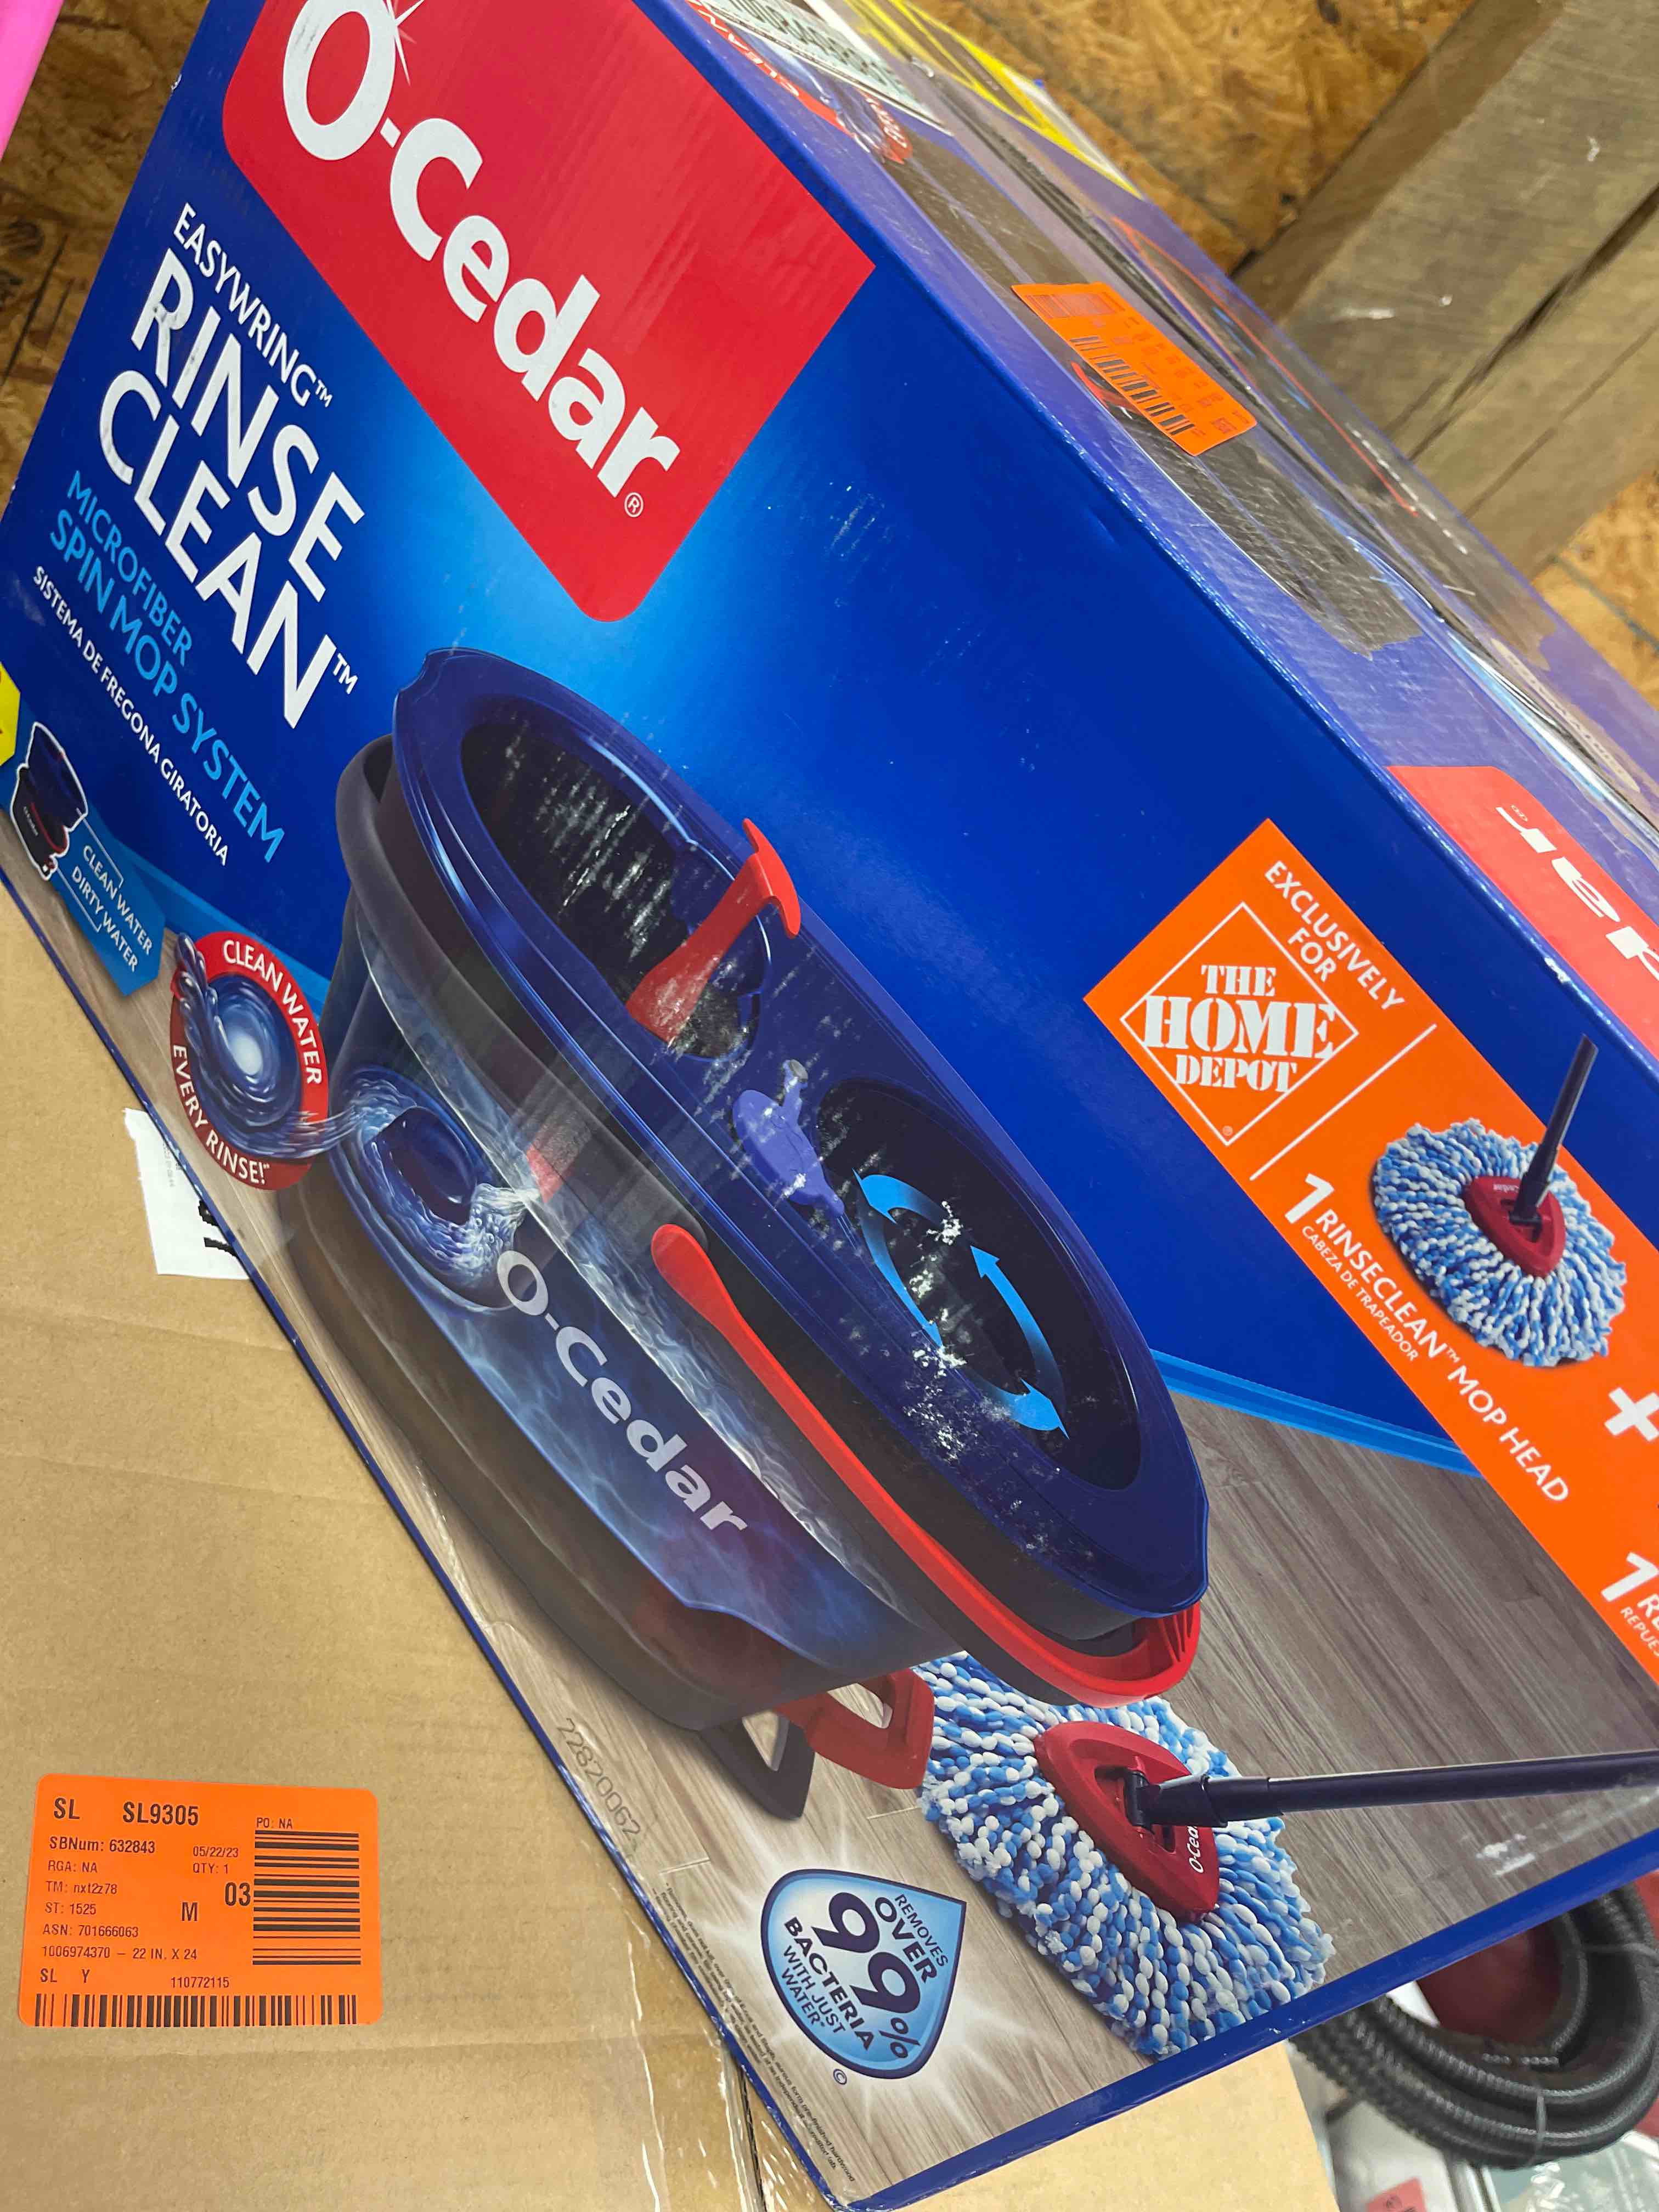 O-Cedar®
EASYWRING™
RINSE
CLEAN™
MICROFIBER
SPIN MOP SYSTEM
SISTEMA DE FREGONA GIRATORIA
CLEAN WATER
DIRTY WATER
CLEAN WATER
EVERY RINSE!™
O-Cedar
EXCLUSIVELY
FOR
THE
HOME
DEPOT
®
1 RINSECLEAN™ MOP HEAD
CABEZA DE TRAPEADOR
+
1
O-Cedar
22820062
REMOVES
OVER
99%
BACTERIA
WITH JUST
WATER*
©
SL SL9305
PO: NA
SBNum: 632843 05/22/23
RGA: NA QTY: 1
TM: nxt2z78
ST: 1525 M 03
ASN: 701666063
1006974370 - 22 IN. X 24
SL Y 110772115